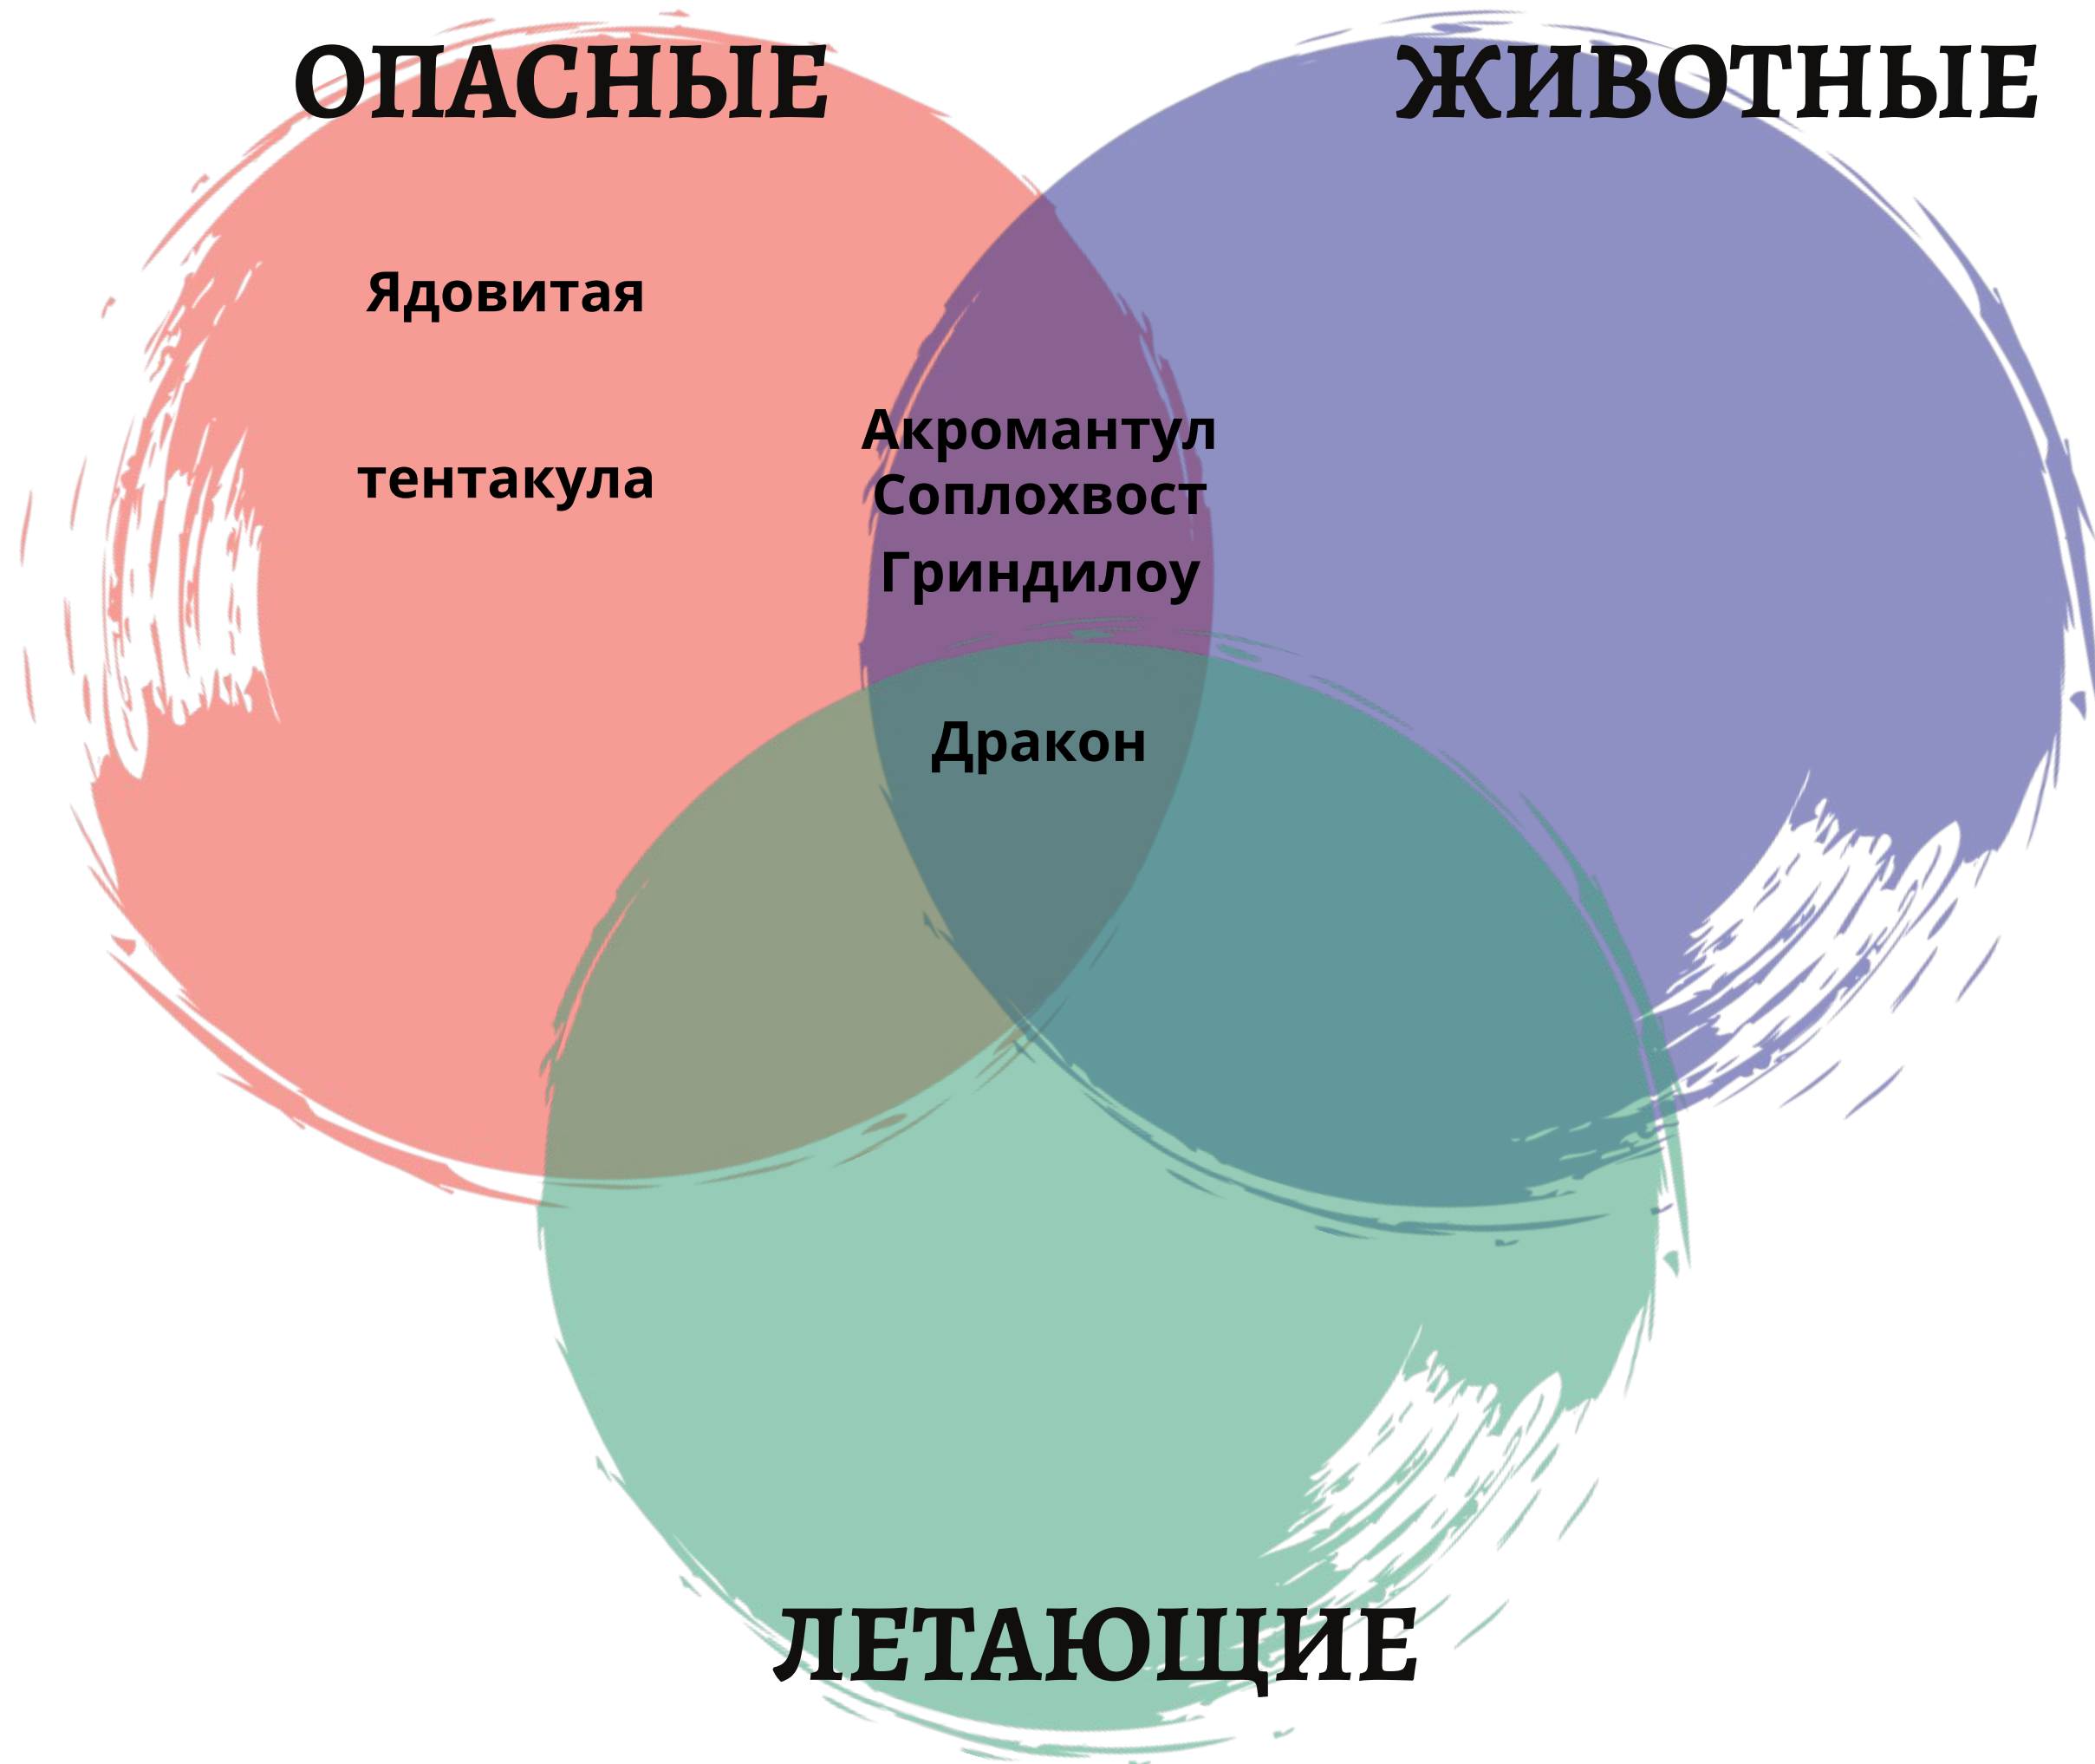 ОПАСНЫЕ
ЖИВОТНЫЕ
Ядовитая
тентакула
Акромантул
Соплохвост
Гриндилоу
Дракон
ЛЕТАЮЩИЕ